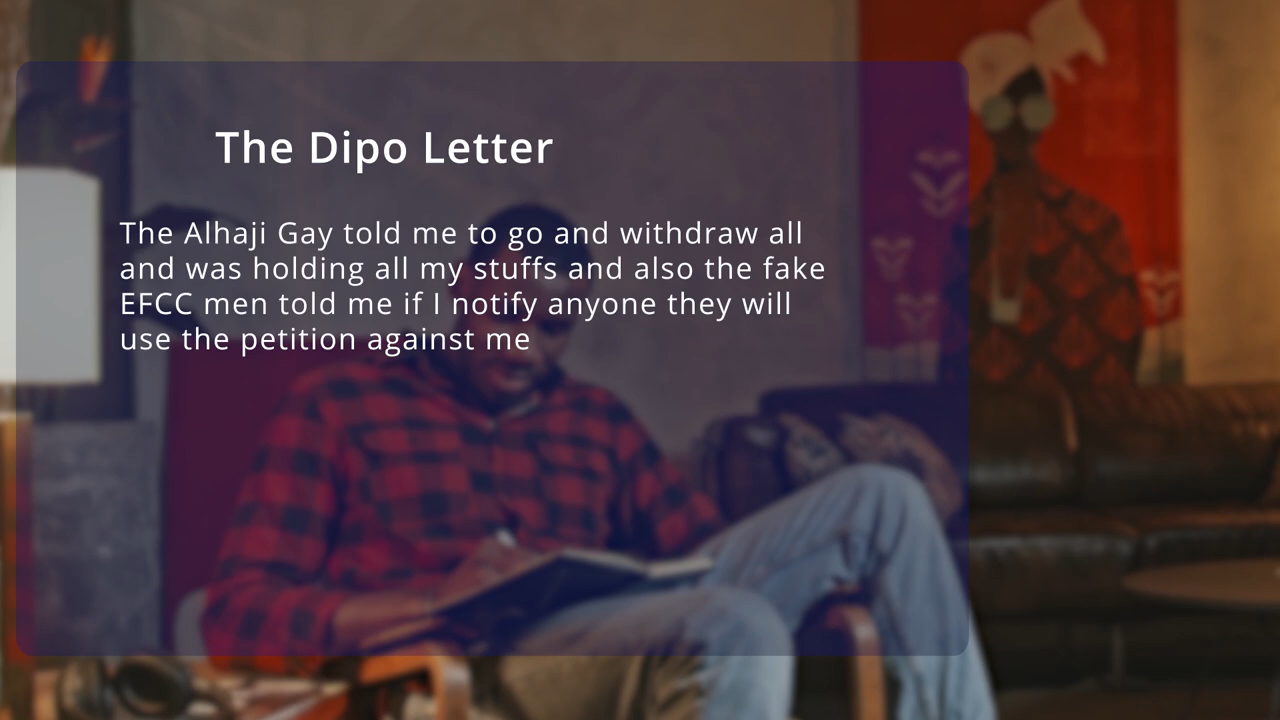 The Dipo Letter
The Alhaji Gay told me to go and withdraw all
and was holding all my stuffs and also the fake
EFCC men told me if I notify anyone they will
use the petition against me